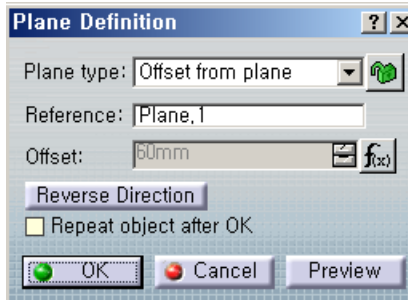 Plane Definition
? ×
Plane type: Offset from plane
Reference: Plane,1
Offset: 60mm f(x)
Reverse Direction
Repeat object after OK
OK Cancel Preview